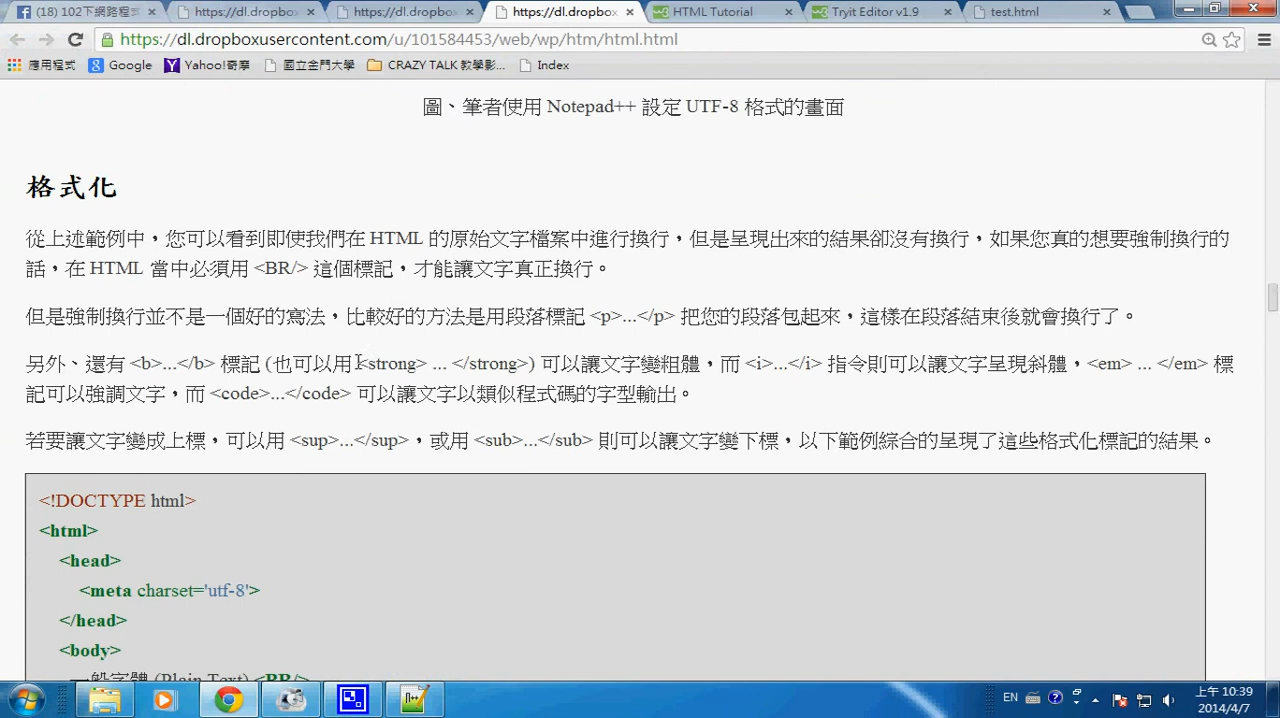 (18) 102下網路程式
https://dl.dropbox
https://dl.dropbox
https://dl.dropbox
HTML Tutorial
Tryit Editor v1.9
test.html
https://dl.dropboxusercontent.com/u/101584453/web/wp/htm/html.html
應用程式
Google
Yahoo!奇摩
國立金門大學
CRAZY TALK 教學影...
Index
圖、筆者使用 Notepad++ 設定 UTF-8 格式的畫面
格式化
從上述範例中，您可以看到即使我們在 HTML 的原始文字檔案中進行換行，但是呈現出來的結果卻沒有換行，如果您真的想要強制換行的
話，在 HTML 當中必須用 <BR/> 這個標記，才能讓文字真正換行。
但是強制換行並不是一個好的寫法，比較好的方法是用段落標記 <p>...</p> 把您的段落包起來，這樣在段落結束後就會換行了。
另外、還有 <b>...</b> 標記 (也可以用 <strong> ... </strong>) 可以讓文字變粗體，而 <i>...</i> 指令則可以讓文字呈現斜體，<em> ... </em> 標
記可以強調文字，而 <code>...</code> 可以讓文字以類似程式碼的字型輸出。
若要讓文字變成上標，可以用 <sup>...</sup>，或用 <sub>...</sub> 則可以讓文字變下標，以下範例綜合的呈現了這些格式化標記的結果。
<!DOCTYPE html>
<html>
<head>
<meta charset='utf-8'>
</head>
<body>
一般字體 (Plain Text) <BR/>
EN
上午 10:39
2014/4/7